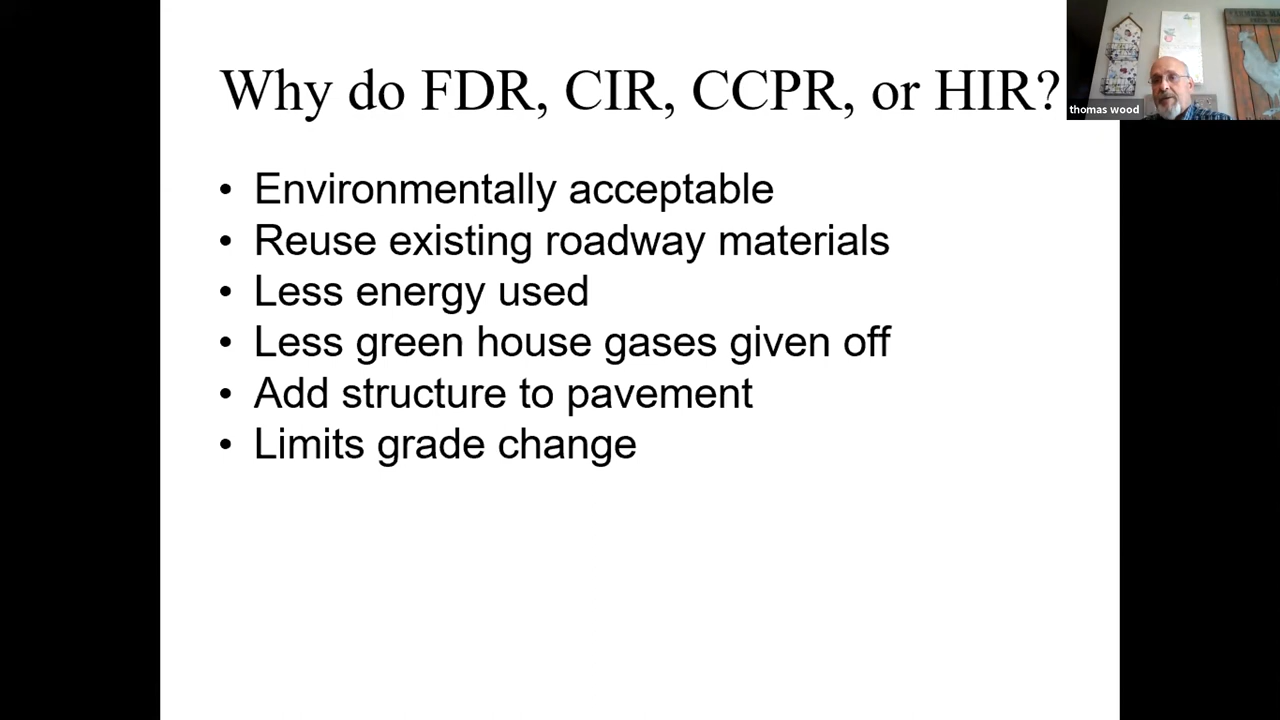 Why do FDR, CIR, CCPR, or HIR?
thomas wood
• Environmentally acceptable
• Reuse existing roadway materials
• Less energy used
• Less green house gases given off
• Add structure to pavement
• Limits grade change